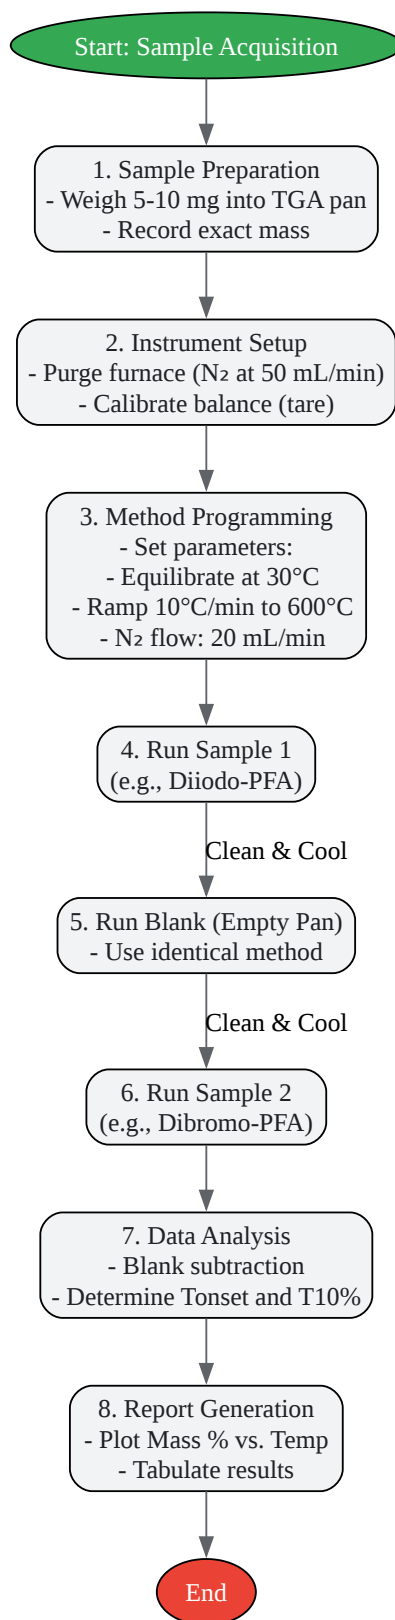 Start: Sample Acquisition
1. Sample Preparation
- Weigh 5-10 mg into TGA pan
- Record exact mass
2. Instrument Setup
- Purge furnace (N₂ at 50 mL/min)
- Calibrate balance (tare)
3. Method Programming
- Set parameters:
- Equilibrate at 30°C
- Ramp 10°C/min to 600°C
- N₂ flow: 20 mL/min
4. Run Sample 1
(e.g., Diiodo-PFA)
Clean & Cool
5. Run Blank (Empty Pan)
- Use identical method
Clean & Cool
6. Run Sample 2
(e.g., Dibromo-PFA)
7. Data Analysis
- Blank subtraction
- Determine Tonset and T10%
8. Report Generation
- Plot Mass % vs. Temp
- Tabulate results
End